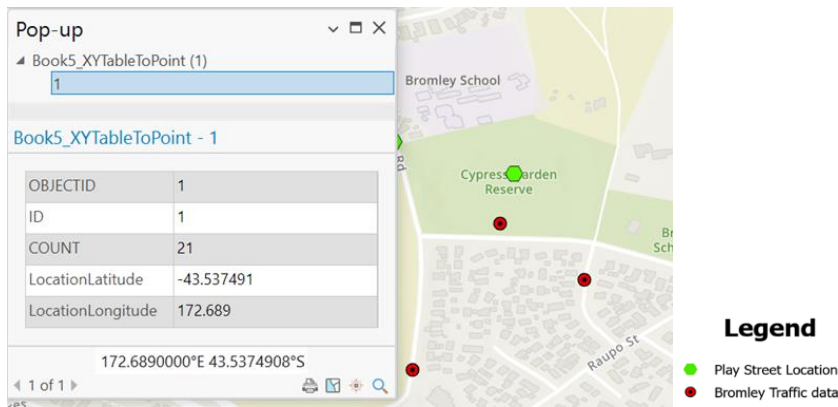 Pop-up
Book5_XYTableToPoint (1)
1
Book5_XYTableToPoint - 1
OBJECTID 1
ID 1
COUNT 21
LocationLatitude -43.537491
LocationLongitude 172.689
172.6890000°E 43.5374908°S
1 of 1
Bromley School
Rd
Cypress Garden
Reserve
Br
Sch
Raupo St
Legend
Play Street Location
Bromley Traffic data